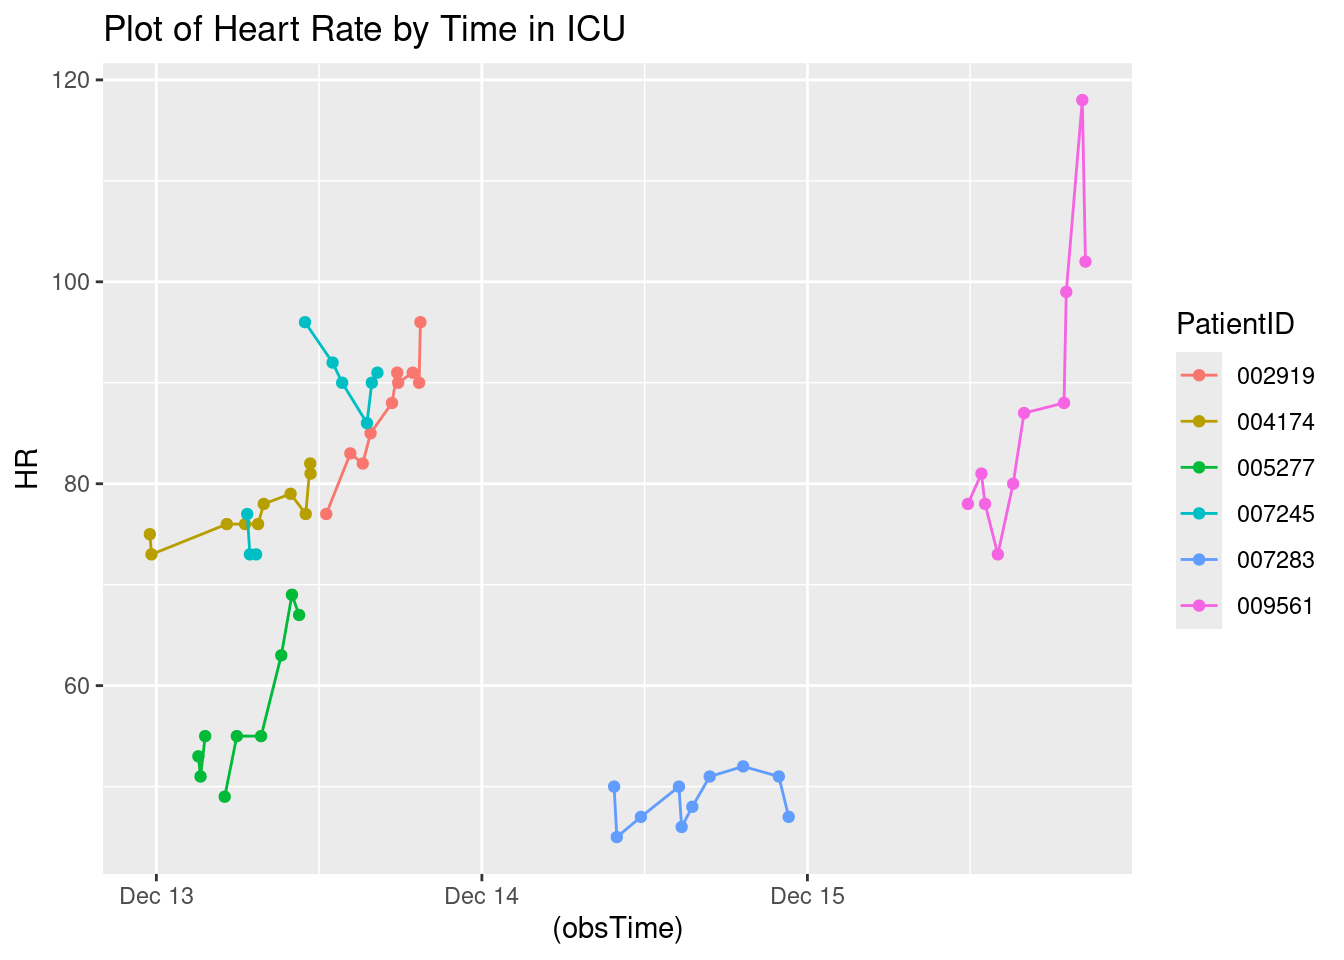 Plot of Heart Rate by Time in ICU
120
100
80
60
HR
Dec 13
Dec 14
Dec 15
(obsTime)
PatientID
002919
004174
005277
007245
007283
009561